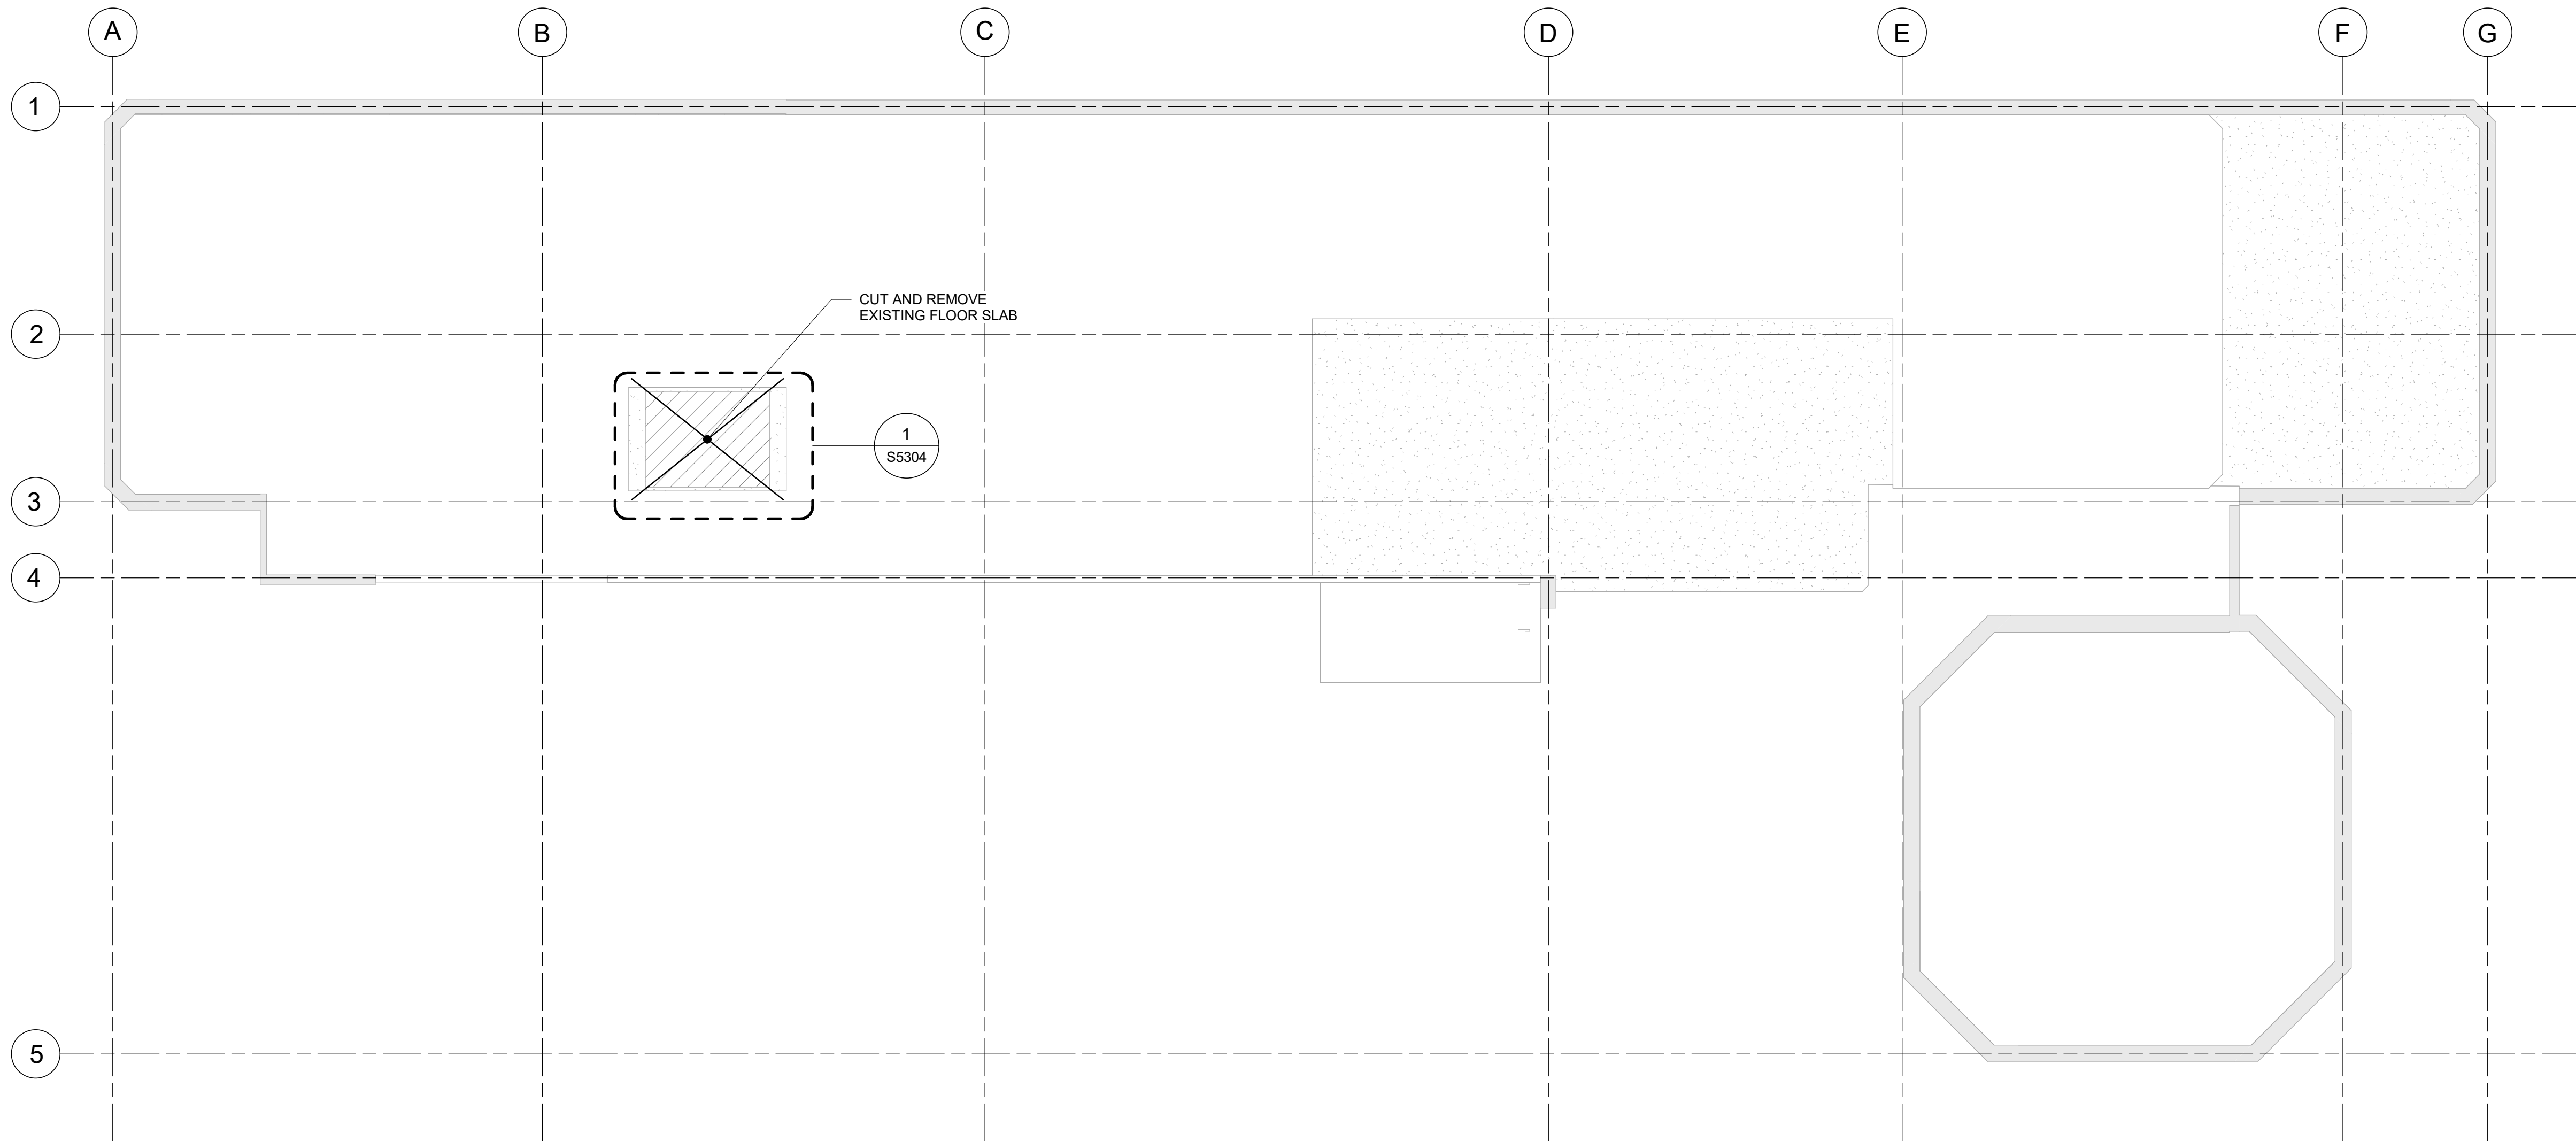 A
B
C
D
E
F
G
1
2
3
4
5
CUT AND REMOVE
EXISTING FLOOR SLAB
1
S5304